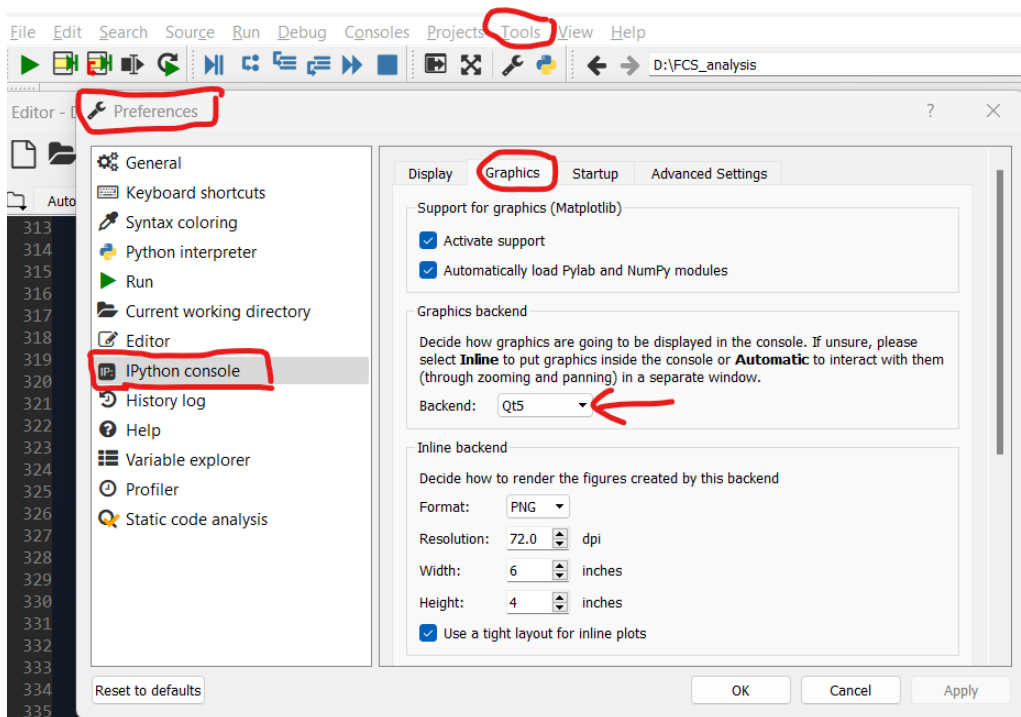 File Edit Search Source Run Debug Consoles Projects Tools View Help
D:\FCS_analysis
Editor - D
Preferences
?
Auto
General
Keyboard shortcuts
Syntax coloring
Python interpreter
Run
Current working directory
Editor
IP: IPython console
History log
Help
Variable explorer
Profiler
Static code analysis
Display Graphics Startup Advanced Settings
Support for graphics (Matplotlib)
Activate support
Automatically load Pylab and NumPy modules
Graphics backend
Decide how graphics are going to be displayed in the console. If unsure, please
select Inline to put graphics inside the console or Automatic to interact with them
(through zooming and panning) in a separate window.
Backend: Qt5
Inline backend
Decide how to render the figures created by this backend
Format: PNG
Resolution: 72.0 dpi
Width: 6 inches
Height: 4 inches
Use a tight layout for inline plots
313
314
315
316
317
318
319
320
321
322
323
324
325
326
327
328
329
330
331
332
333
334
335
Reset to defaults OK Cancel Apply